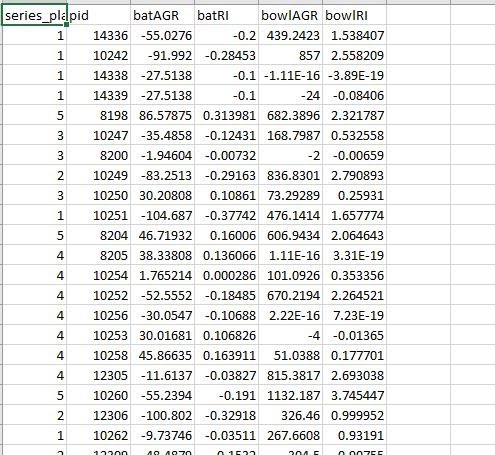 series_pla pid batAGR batRI bowlAGR bowlRI
1 14336 -55.0276 -0.2 439.2423 1.538407
1 10242 -91.992 -0.28453 857 2.558209
1 14338 -27.5138 -0.1 -1.11E-16 -3.89E-19
1 14339 -27.5138 -0.1 -24 -0.08406
5 8198 86.57875 0.313981 682.3896 2.321787
3 10247 -35.4858 -0.12431 168.7987 0.532558
3 8200 -1.94604 -0.00732 -2 -0.00659
2 10249 -83.2513 -0.29163 836.8301 2.790893
3 10250 30.20808 0.10861 73.29289 0.25931
1 10251 -104.687 -0.37742 476.1414 1.657774
5 8204 46.71932 0.16006 606.9434 2.064643
4 8205 38.33808 0.136066 1.11E-16 3.31E-19
4 10254 1.765214 0.000286 101.0926 0.353356
4 10252 -52.5552 -0.18485 670.2194 2.264521
4 10256 -30.0547 -0.10688 2.22E-16 7.23E-19
4 10253 30.01681 0.106826 -4 -0.01365
4 10258 45.86635 0.163911 51.0388 0.177701
4 12305 -11.6137 -0.03827 815.3817 2.693038
5 10260 -55.2394 -0.191 1132.187 3.745447
2 12306 -100.802 -0.32918 326.46 0.999952
1 10262 -9.73746 -0.03511 267.6608 0.93191